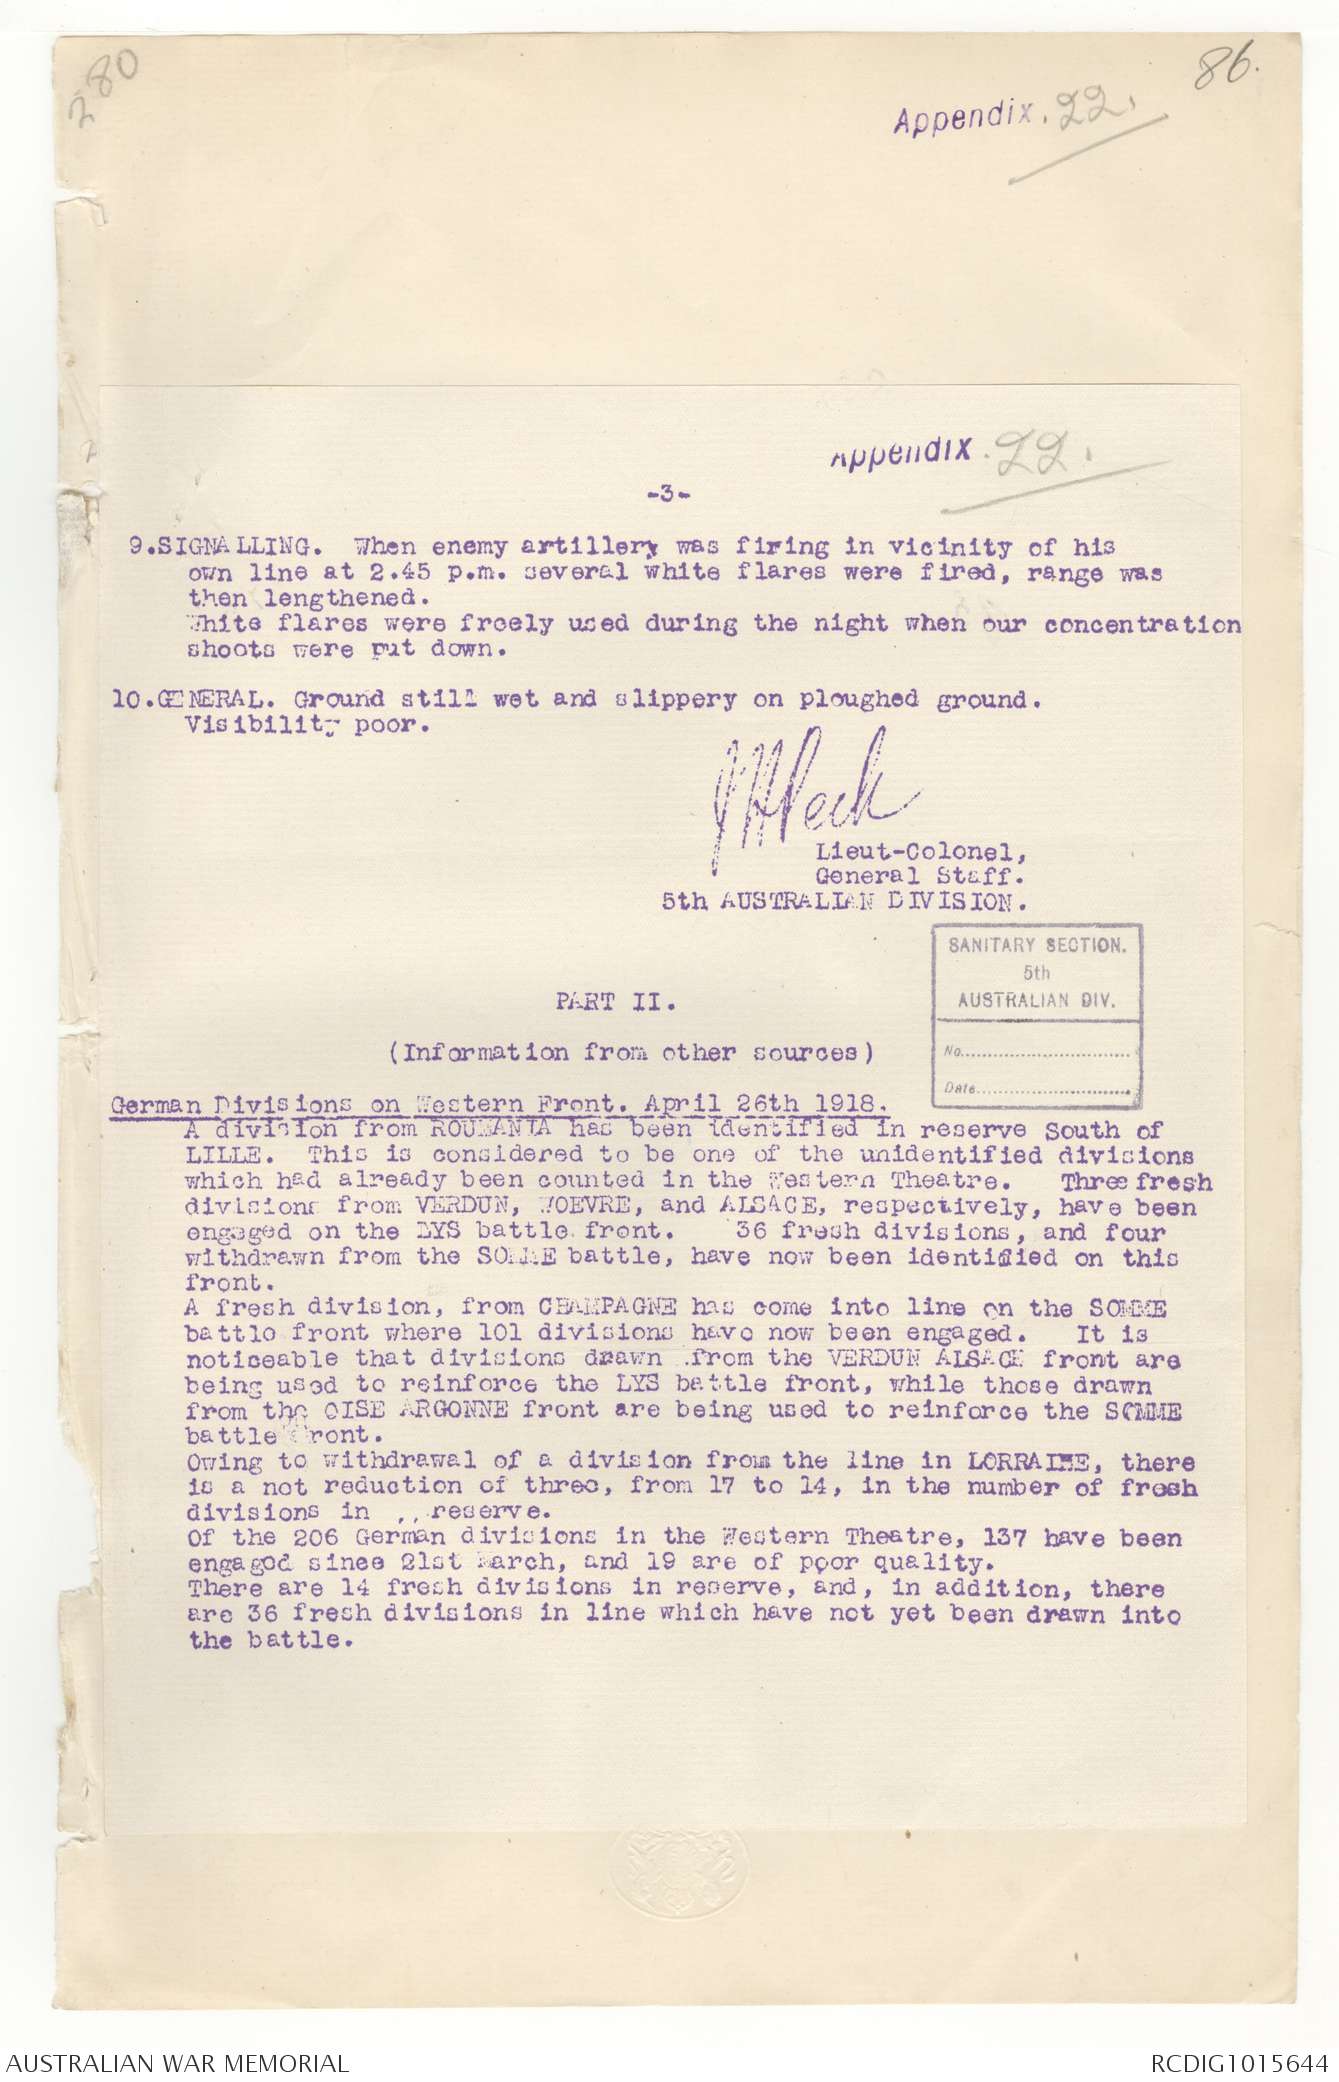 280
86.
Appendix. 22.
Appendix. 22.
-3-
9.SIGNALLING. When enemy artillery was firing in vicinity of his
own line at 2.45 p.m. several white flares were fired, range was
then lengthened.
White flares were freely used during the night when our concentration
shoots were put down.
10.GENERAL. Ground still wet and slippery on ploughed ground.
Visibility poor.
JHPeck
Lieut-Colonel,
General Staff.
5th AUSTRALIAN DIVISION.
SANITARY SECTION.
5th
AUSTRALIAN DIV.
No.
Date
PART II.
(Information from other sources)
German Divisions on Western Front. April 26th 1918.
A division from ROUMANIA has been identified in reserve South of
LILLE. This is considered to be one of the unidentified divisions
which had already been counted in the Western Theatre. Three fresh
divisions from VERDUN, WOEVRE, and ALSACE, respectively, have been
engaged on the LYS battle front. 36 fresh divisions, and four
withdrawn from the SOMME battle, have now been identified on this
front.
A fresh division, from CHAMPAGNE has come into line on the SOMME
battle front where 101 divisions have now been engaged. It is
noticeable that divisions drawn from the VERDUN ALSACE front are
being used to reinforce the LYS battle front, while those drawn
from the OISE ARGONNE front are being used to reinforce the SOMME
battle front.
Owing to withdrawal of a division from the line in LORRAINE, there
is a not reduction of three, from 17 to 14, in the number of fresh
divisions in ,, reserve.
Of the 206 German divisions in the Western Theatre, 137 have been
engaged since 21st March, and 19 are of poor quality.
There are 14 fresh divisions in reserve, and, in addition, there
are 36 fresh divisions in line which have not yet been drawn into
the battle.
AUSTRALIAN WAR MEMORIAL
RCDIG1015644